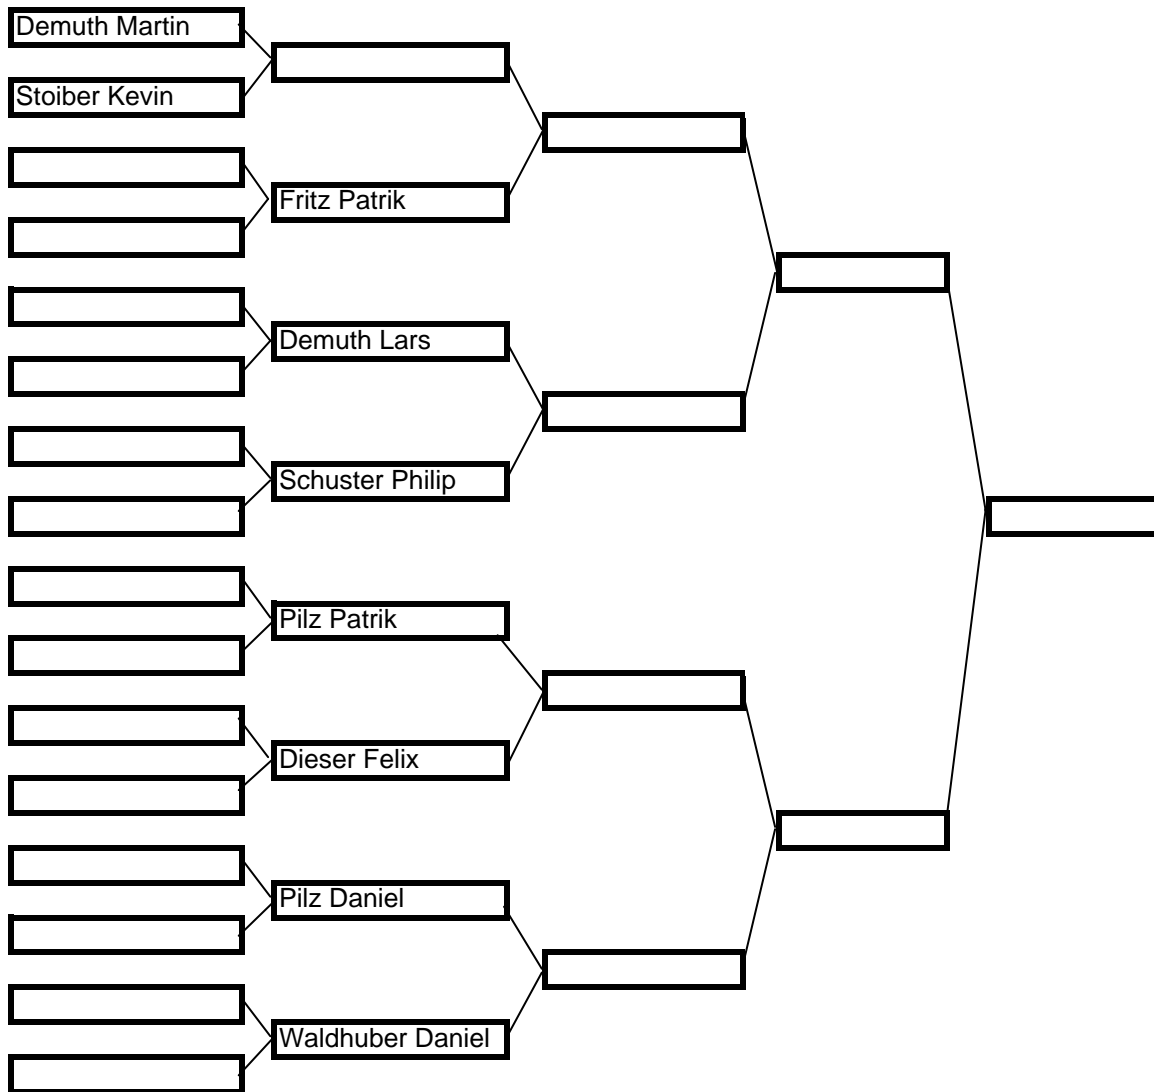 Demuth Martin
Stoiber Kevin
Fritz Patrik
Demuth Lars
Schuster Philip
Pilz Patrik
Dieser Felix
Pilz Daniel
Waldhuber Daniel